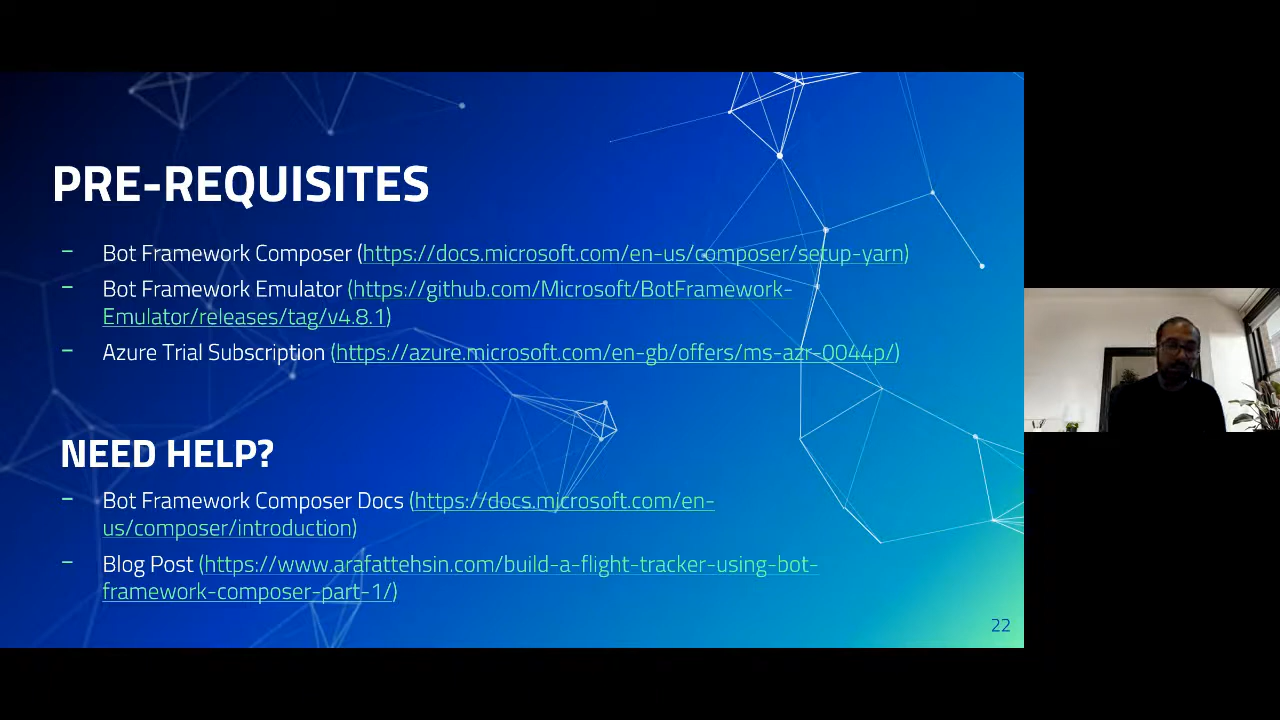 PRE-REQUISITES
– Bot Framework Composer (https://docs.microsoft.com/en-us/composer/setup-yarn)
– Bot Framework Emulator (https://github.com/Microsoft/BotFramework-
Emulator/releases/tag/v4.8.1)
– Azure Trial Subscription (https://azure.microsoft.com/en-gb/offers/ms-azr-0044p/)
NEED HELP?
– Bot Framework Composer Docs (https://docs.microsoft.com/en-
us/composer/introduction)
– Blog Post (https://www.arafattehsin.com/build-a-flight-tracker-using-bot-
framework-composer-part-1/)
22